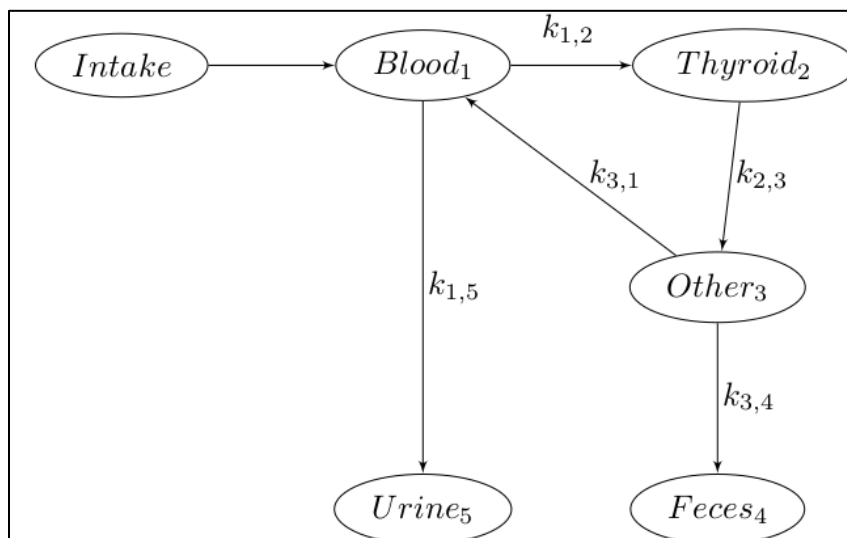 k₁,₂
Intake Blood₁ Thyroid₂
k₃,₁ k₂,₃
k₁,₅ Other₃
k₃,₄
Urine₅ Feces₄